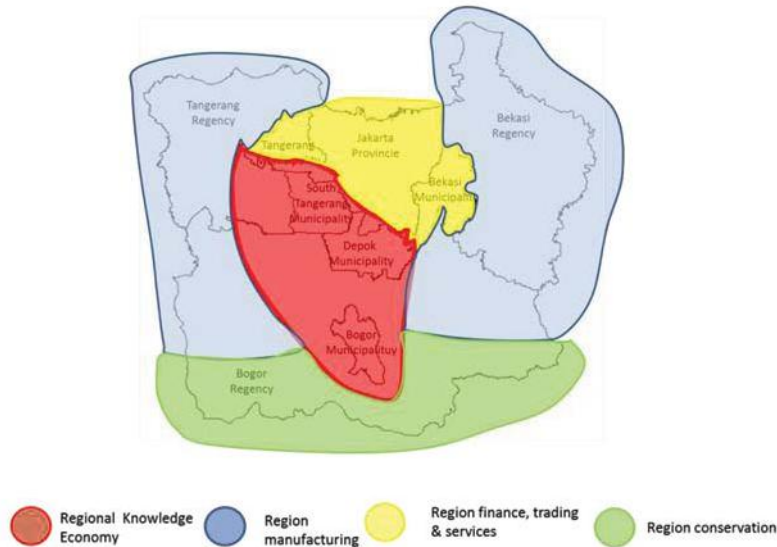 Tangerang
Regency
Jakarta
Provincie
Bekasi
Regency
Tangerang
Bekasi
Municipality
South
Tangerang
Municipality
Depok
Municipality
Bogor
Municipalituy
Bogor
Regency
Regional Knowledge
Economy
Region
manufacturing
Region finance, trading
& services
Region conservation